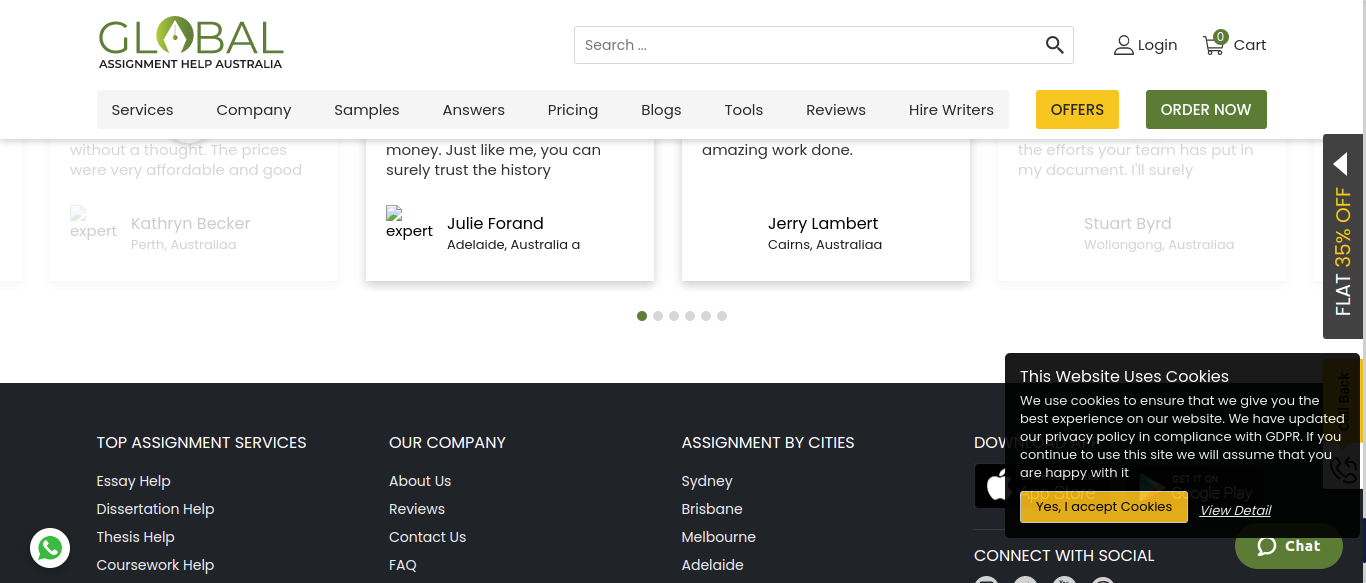 GLOBAL
ASSIGNMENT HELP AUSTRALIA
Search ...
Login
0
Cart
Services
Company
Samples
Answers
Pricing
Blogs
Tools
Reviews
Hire Writers
OFFERS
ORDER NOW
without a thought. The prices
were very affordable and good
expert
Kathryn Becker
Perth, Australiaa
money. Just like me, you can
surely trust the history
expert
Julie Forand
Adelaide, Australia a
amazing work done.
Jerry Lambert
Cairns, Australiaa
the efforts your team has put in
my document. I'll surely
Stuart Byrd
Wollongong, Australiaa
FLAT 35% OFF
Call Back
TOP ASSIGNMENT SERVICES
Essay Help
Dissertation Help
Thesis Help
Coursework Help
OUR COMPANY
About Us
Reviews
Contact Us
FAQ
ASSIGNMENT BY CITIES
Sydney
Brisbane
Melbourne
Adelaide
App Store
GET IT ON
Google Play
This Website Uses Cookies
We use cookies to ensure that we give you the
best experience on our website. We have updated
our privacy policy in compliance with GDPR. If you
continue to use this site we will assume that you
are happy with it
Yes, I accept Cookies
View Detail
CONNECT WITH SOCIAL
Chat